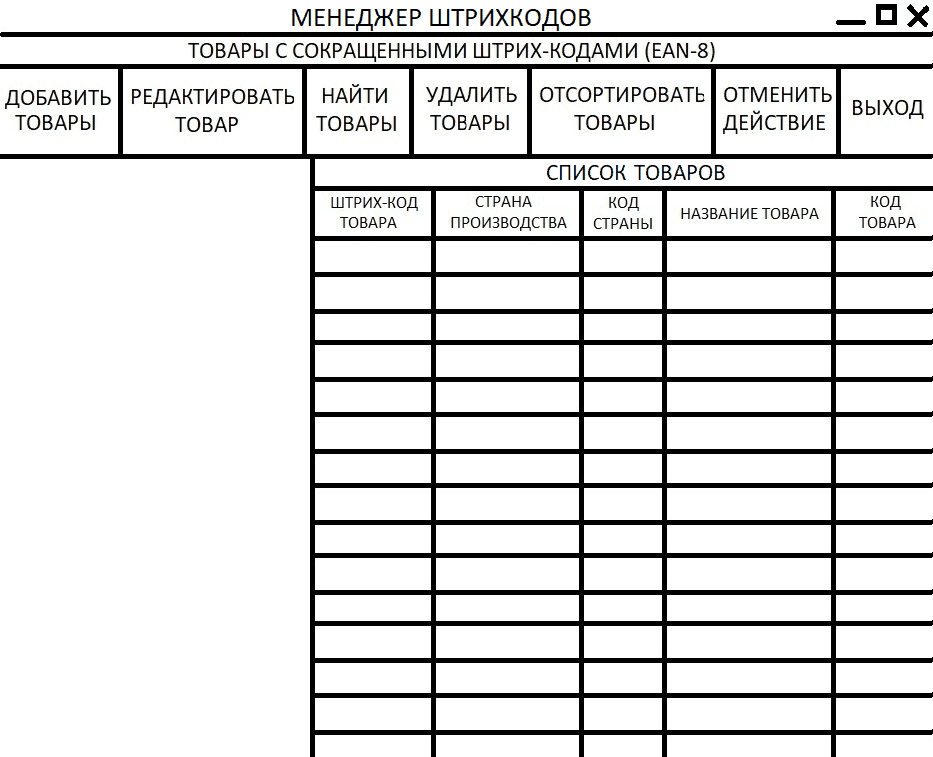 МЕНЕДЖЕР ШТРИХКОДОВ
ТОВАРЫ С СОКРАЩЕННЫМИ ШТРИХ-КОДАМИ (EAN-8)
ДОБАВИТЬ
ТОВАРЫ
РЕДАКТИРОВАТЬ
ТОВАР
НАЙТИ
ТОВАРЫ
УДАЛИТЬ
ТОВАРЫ
ОТСОРТИРОВАТЬ
ТОВАРЫ
ОТМЕНИТЬ
ДЕЙСТВИЕ
ВЫХОД
СПИСОК ТОВАРОВ
ШТРИХ-КОД
ТОВАРА
СТРАНА
ПРОИЗВОДСТВА
КОД
СТРАНЫ
НАЗВАНИЕ ТОВАРА
КОД
ТОВАРА